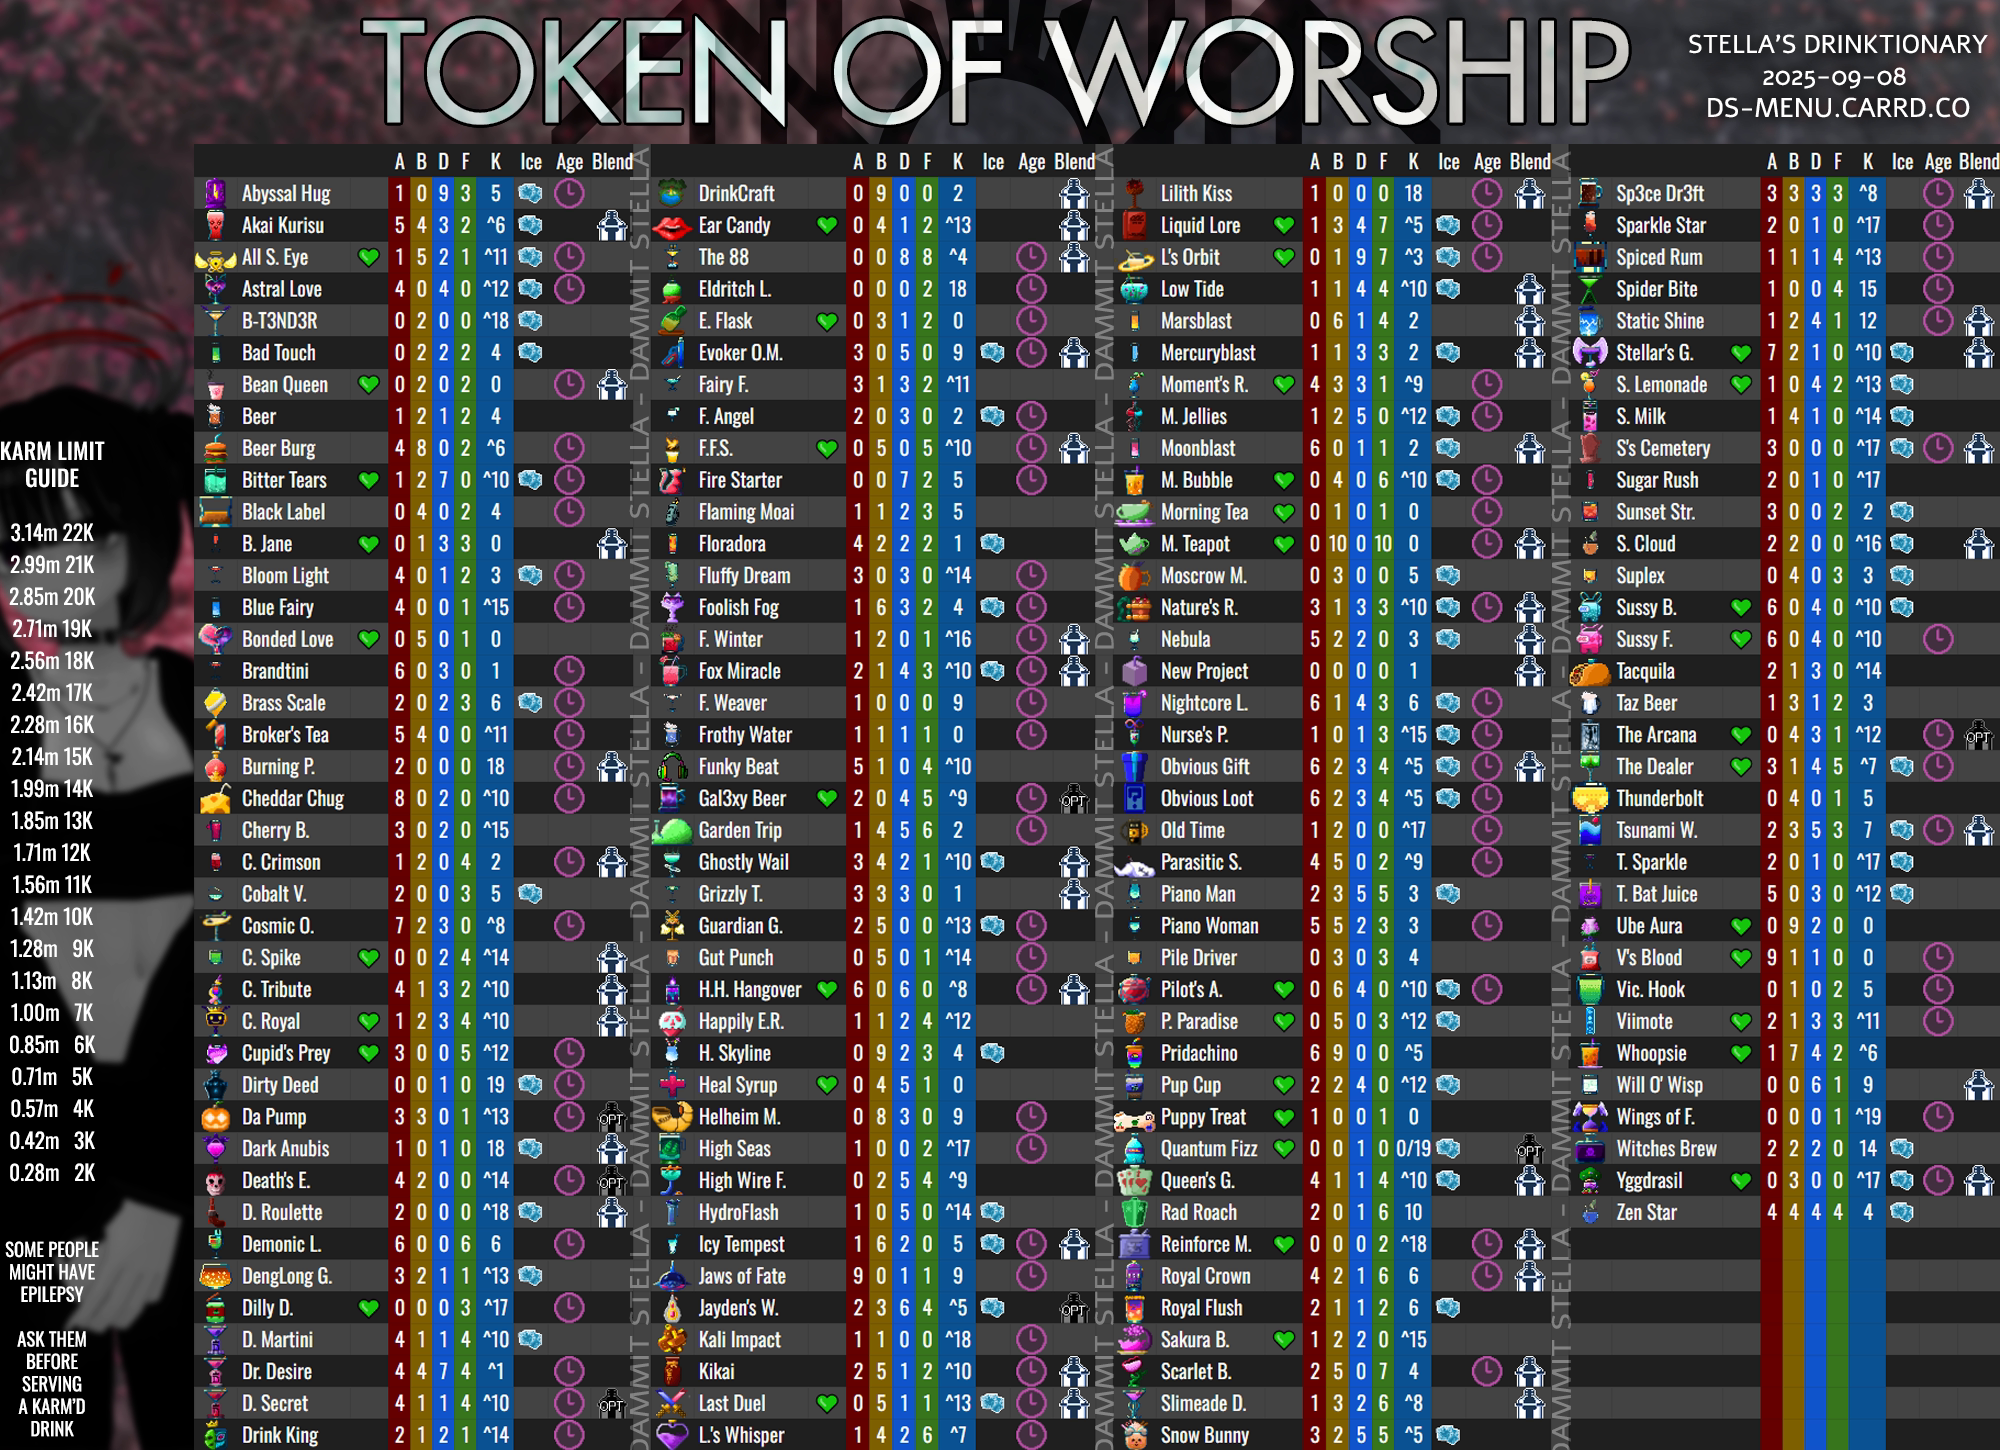 TOKEN OF WORSHIP
STELLA'S DRINKTIONARY
2025-09-08
DS-MENU.CARRD.CO
KARM LIMIT
GUIDE
3.14m 22K
2.99m 21K
2.85m 20K
2.71m 19K
2.56m 18K
2.42m 17K
2.28m 16K
2.14m 15K
1.99m 14K
1.85m 13K
1.71m 12K
1.56m 11K
1.42m 10K
1.28m 9K
1.13m 8K
1.00m 7K
0.85m 6K
0.71m 5K
0.57m 4K
0.42m 3K
0.28m 2K
SOME PEOPLE
MIGHT HAVE
EPILEPSY
ASK THEM
BEFORE
SERVING
A KARM'D
DRINK
A B D F K Ice Age Blend
Abyssal Hug 1 0 9 3 5
Akai Kurisu 5 4 3 2 ^6
All S. Eye 1 5 2 1 ^11
Astral Love 4 0 4 0 ^12
B-T3ND3R 0 2 0 0 ^18
Bad Touch 0 2 2 2 4
Bean Queen 0 2 0 2 0
Beer 1 2 1 2 4
Beer Burg 4 8 0 2 ^6
Bitter Tears 1 2 7 0 ^10
Black Label 0 4 0 2 4
B. Jane 0 1 3 3 0
Bloom Light 4 0 1 2 3
Blue Fairy 4 0 0 1 ^15
Bonded Love 0 5 0 1 0
Brandtini 6 0 3 0 1
Brass Scale 2 0 2 3 6
Broker's Tea 5 4 0 0 ^11
Burning P. 2 0 0 0 18
Cheddar Chug 8 0 2 0 ^10
Cherry B. 3 0 2 0 ^15
C. Crimson 1 2 0 4 2
Cobalt V. 2 0 0 3 5
Cosmic O. 7 2 3 0 ^8
C. Spike 0 0 2 4 ^14
C. Tribute 4 1 3 2 ^10
C. Royal 1 2 3 4 ^10
Cupid's Prey 3 0 0 5 ^12
Dirty Deed 0 0 1 0 19
Da Pump 3 3 0 1 ^13 OPT
Dark Anubis 1 0 1 0 18
Death's E. 4 2 0 0 ^14 OPT
D. Roulette 2 0 0 0 ^18
Demonic L. 6 0 0 6 6
DengLong G. 3 2 1 1 ^13
Dilly D. 0 0 0 3 ^17
D. Martini 4 1 1 4 ^10
Dr. Desire 4 4 7 4 ^1
D. Secret 4 1 1 4 ^10 OPT
Drink King 2 1 2 1 ^14
DAMMIT STELLA - DAMMIT STELLA - DAMMIT STELLA - DAMMIT STELLA
A B D F K Ice Age Blend
DrinkCraft 0 9 0 0 2
Ear Candy 0 4 1 2 ^13
The 88 0 0 8 8 ^4
Eldritch L. 0 0 0 2 18
E. Flask 0 3 1 2 0
Evoker O.M. 3 0 5 0 9
Fairy F. 3 1 3 2 ^11
F. Angel 2 0 3 0 2
F.F.S. 0 5 0 5 ^10
Fire Starter 0 0 7 2 5
Flaming Moai 1 1 2 3 5
Floradora 4 2 2 2 1
Fluffy Dream 3 0 3 0 ^14
Foolish Fog 1 6 3 2 4
F. Winter 1 2 0 1 ^16
Fox Miracle 2 1 4 3 ^10
F. Weaver 1 0 0 0 9
Frothy Water 1 1 1 1 0
Funky Beat 5 1 0 4 ^10
Gal3xy Beer 2 0 4 5 ^9 OPT
Garden Trip 1 4 5 6 2
Ghostly Wail 3 4 2 1 ^10
Grizzly T. 3 3 3 0 1
Guardian G. 2 5 0 0 ^13
Gut Punch 0 5 0 1 ^14
H.H. Hangover 6 0 6 0 ^8
Happily E.R. 1 1 2 4 ^12
H. Skyline 0 9 2 3 4
Heal Syrup 0 4 5 1 0
Helheim M. 0 8 3 0 9
High Seas 1 0 0 2 ^17
High Wire F. 0 2 5 4 ^9
HydroFlash 1 0 5 0 ^14
Icy Tempest 1 6 2 0 5
Jaws of Fate 9 0 1 1 9
Jayden's W. 2 3 6 4 ^5 OPT
Kali Impact 1 1 0 0 ^18
Kikai 2 5 1 2 ^10
Last Duel 0 5 1 1 ^13
L.'s Whisper 1 4 2 6 ^7
DAMMIT STELLA - DAMMIT STELLA - DAMMIT STELLA - DAMMIT STELLA
A B D F K Ice Age Blend
Lilith Kiss 1 0 0 0 18
Liquid Lore 1 3 4 7 ^5
L's Orbit 0 1 9 7 ^3
Low Tide 1 1 4 4 ^10
Marsblast 0 6 1 4 2
Mercuryblast 1 1 3 3 2
Moment's R. 4 3 3 1 ^9
M. Jellies 1 2 5 0 ^12
Moonblast 6 0 1 1 2
M. Bubble 0 4 0 6 ^10
Morning Tea 0 1 0 1 0
M. Teapot 0 10 0 10 0
Moscrow M. 0 3 0 0 5
Nature's R. 3 1 3 3 ^10
Nebula 5 2 2 0 3
New Project 0 0 0 0 1
Nightcore L. 6 1 4 3 6
Nurse's P. 1 0 1 3 ^15
Obvious Gift 6 2 3 4 ^5
Obvious Loot 6 2 3 4 ^5
Old Time 1 2 0 0 ^17
Parasitic S. 4 5 0 2 ^9
Piano Man 2 3 5 5 3
Piano Woman 5 5 2 3 3
Pile Driver 0 3 0 3 4
Pilot's A. 0 6 4 0 ^10
P. Paradise 0 5 0 3 ^12
Pridachino 6 9 0 0 ^5
Pup Cup 2 2 4 0 ^12
Puppy Treat 1 0 0 1 0
Quantum Fizz 0 0 1 0 0/19 OPT
Queen's G. 4 1 1 4 ^10
Rad Roach 2 0 1 6 10
Reinforce M. 0 0 0 2 ^18
Royal Crown 4 2 1 6 6
Royal Flush 2 1 1 2 6
Sakura B. 1 2 2 0 ^15
Scarlet B. 2 5 0 7 4
Slimeade D. 1 3 2 6 ^8
Snow Bunny 3 2 5 5 ^5
DAMMIT STELLA - DAMMIT STELLA - DAMMIT STELLA - DAMMIT STELLA
A B D F K Ice Age Blend
Sp3ce Dr3ft 3 3 3 3 ^8
Sparkle Star 2 0 1 0 ^17
Spiced Rum 1 1 1 4 ^13
Spider Bite 1 0 0 4 15
Static Shine 1 2 4 1 12
Stellar's G. 7 2 1 0 ^10
S. Lemonade 1 0 4 2 ^13
S. Milk 1 4 1 0 ^14
S's Cemetery 3 0 0 0 ^17
Sugar Rush 2 0 1 0 ^17
Sunset Str. 3 0 0 2 2
S. Cloud 2 2 0 0 ^16
Suplex 0 4 0 3 3
Sussy B. 6 0 4 0 ^10
Sussy F. 6 0 4 0 ^10
Tacquila 2 1 3 0 ^14
Taz Beer 1 3 1 2 3
The Arcana 0 4 3 1 ^12 OPT
The Dealer 3 1 4 5 ^7
Thunderbolt 0 4 0 1 5
Tsunami W. 2 3 5 3 7
T. Sparkle 2 0 1 0 ^17
T. Bat Juice 5 0 3 0 ^12
Ube Aura 0 9 2 0 0
V's Blood 9 1 1 0 0
Vic. Hook 0 1 0 2 5
Viimote 2 1 3 3 ^11
Whoopsie 1 7 4 2 ^6
Will O' Wisp 0 0 6 1 9
Wings of F. 0 0 0 1 ^19
Witches Brew 2 2 2 0 14
Yggdrasil 0 3 0 0 ^17
Zen Star 4 4 4 4 4